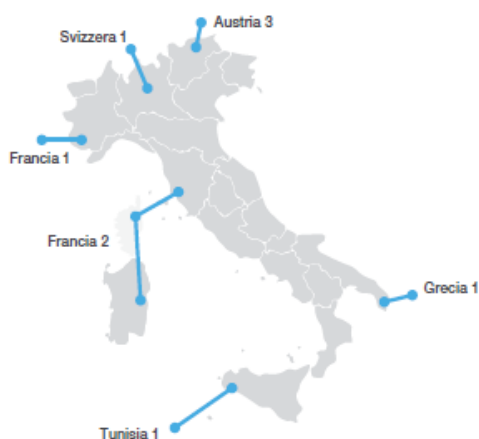 Austria 3
Svizzera 1
Francia 1
Francia 2
Grecia 1
Tunisia 1